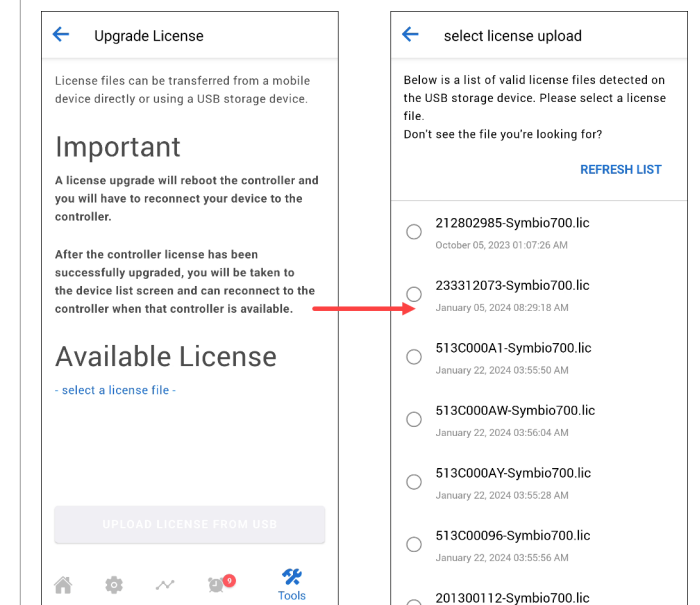 Upgrade License
License files can be transferred from a mobile
device directly or using a USB storage device.
Important
A license upgrade will reboot the controller and
you will have to reconnect your device to the
controller.
After the controller license has been
successfully upgraded, you will be taken to
the device list screen and can reconnect to the
controller when that controller is available.
Available License
- select a license file -
UPLOAD LICENSE FROM USB
9
Tools
select license upload
Below is a list of valid license files detected on
the USB storage device. Please select a license
file.
Don't see the file you're looking for?
REFRESH LIST
212802985-Symbio700.lic
October 05, 2023 01:07:26 AM
233312073-Symbio700.lic
January 05, 2024 08:29:18 AM
513C000A1-Symbio700.lic
January 22, 2024 03:55:50 AM
513C000AW-Symbio700.lic
January 22, 2024 03:56:04 AM
513C000AY-Symbio700.lic
January 22, 2024 03:55:28 AM
513C00096-Symbio700.lic
January 22, 2024 03:55:56 AM
201300112-Symbio700.lic